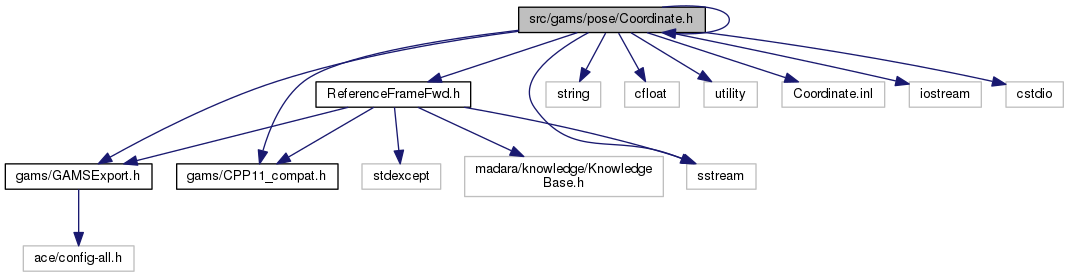 src/gams/pose/Coordinate.h
ReferenceFrameFwd.h
string
cfloat
utility
Coordinate.inl
iostream
cstdio
gams/GAMSExport.h
gams/CPP11_compat.h
stdexcept
madara/knowledge/Knowledge
Base.h
sstream
ace/config-all.h